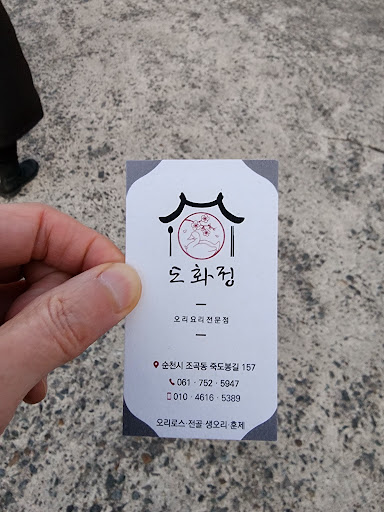 도화정
오리요리전문점
순천시 조곡동 죽도봉길 157
061 · 752 · 5947
010 · 4616 · 5389
오리로스·전골 생오리·훈제